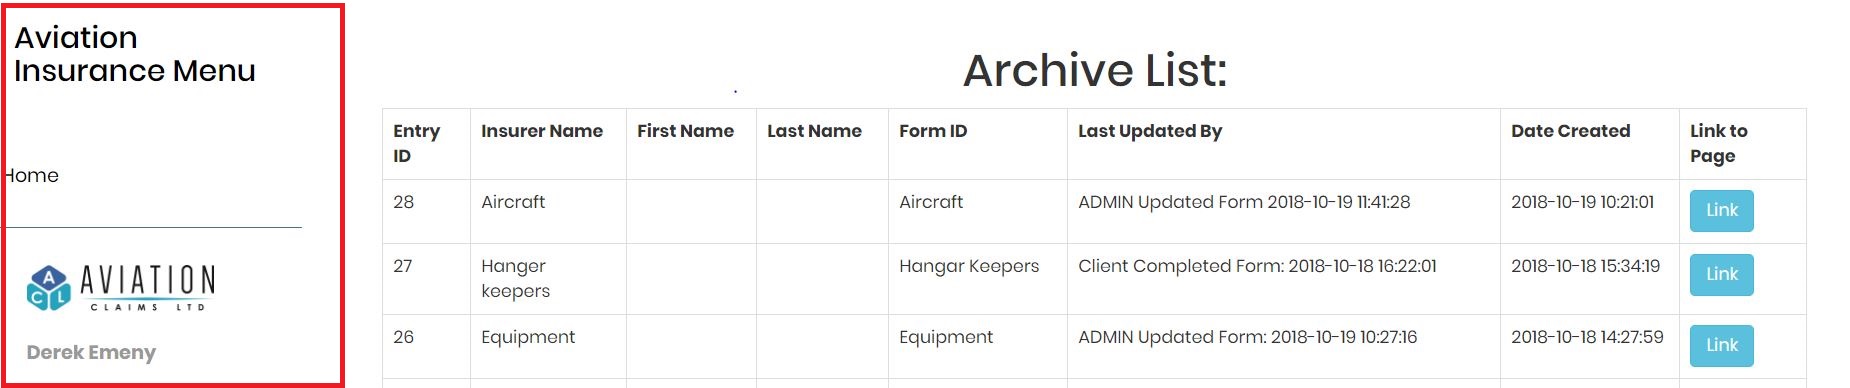 Aviation
Insurance Menu
Home
ACL AVIATION
CLAIMS LTD
Derek Emeny
Archive List:
Entry ID Insurer Name First Name Last Name Form ID Last Updated By Date Created Link to Page
28 Aircraft Aircraft ADMIN Updated Form 2018-10-19 11:41:28 2018-10-19 10:21:01 Link
27 Hanger keepers Hangar Keepers Client Completed Form: 2018-10-18 16:22:01 2018-10-18 15:34:19 Link
26 Equipment Equipment ADMIN Updated Form: 2018-10-19 10:27:16 2018-10-18 14:27:59 Link